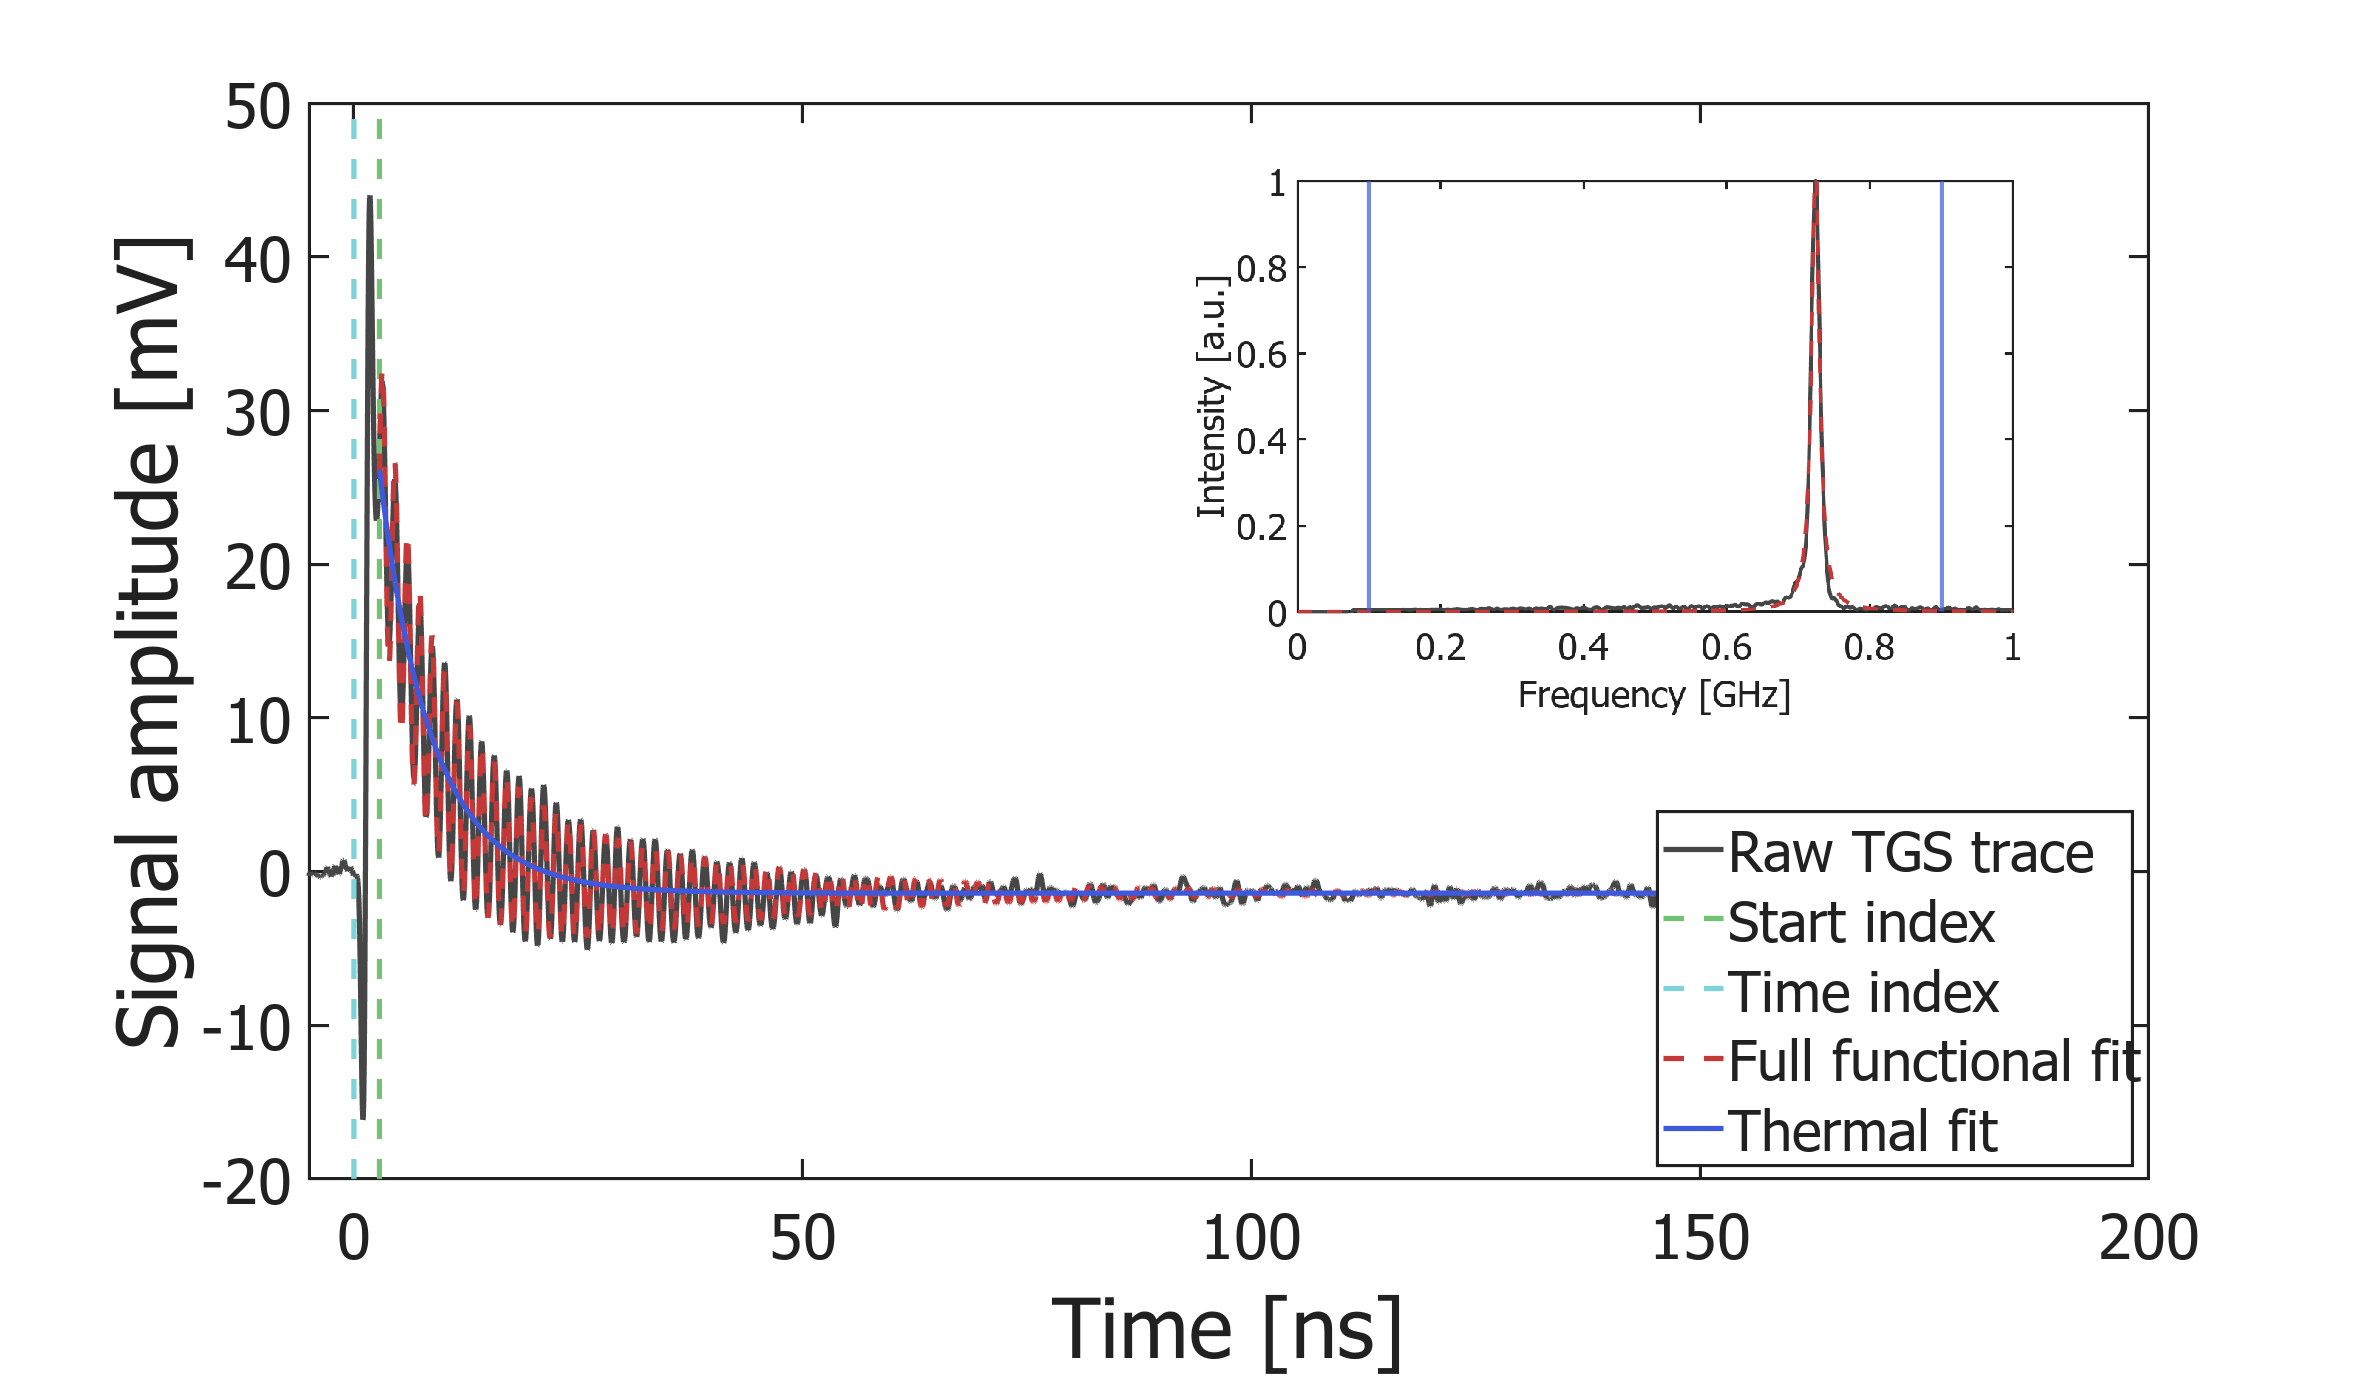 50
40
30
20
10
0
-10
-20
Signal amplitude [mV]
0
50
100
150
200
Time [ns]
1
0.8
0.6
0.4
0.2
0
Intensity [a.u.]
0
0.2
0.4
0.6
0.8
1
Frequency [GHz]
Raw TGS trace
Start index
Time index
Full functional fit
Thermal fit